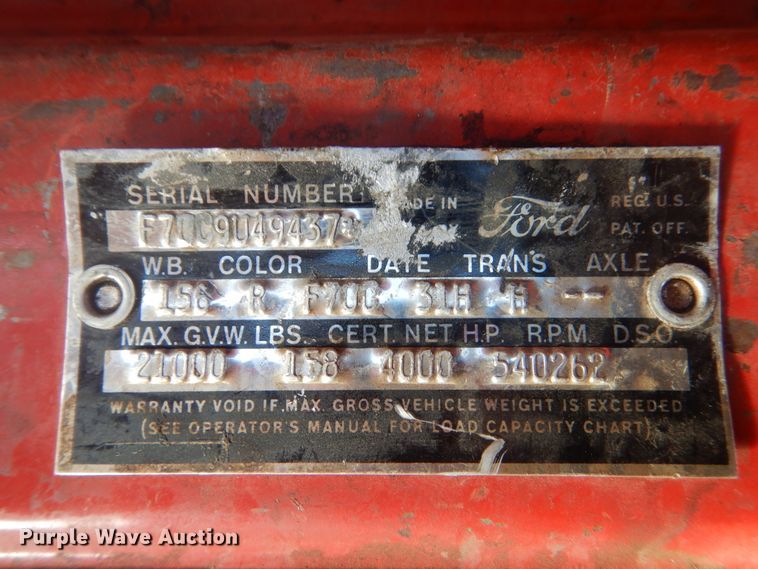 SERIAL NUMBER MADE IN Ford REG. U.S. PAT. OFF.
W.B. COLOR DATE TRANS AXLE
156 R F700 31H H --
MAX. G.V.W. LBS. CERT. NET H.P. R.P.M. D.S.O.
21000 158 4000 540262
WARRANTY VOID IF MAX. GROSS VEHICLE WEIGHT IS EXCEEDED
(SEE OPERATOR'S MANUAL FOR LOAD CAPACITY CHART)
Purple Wave Auction